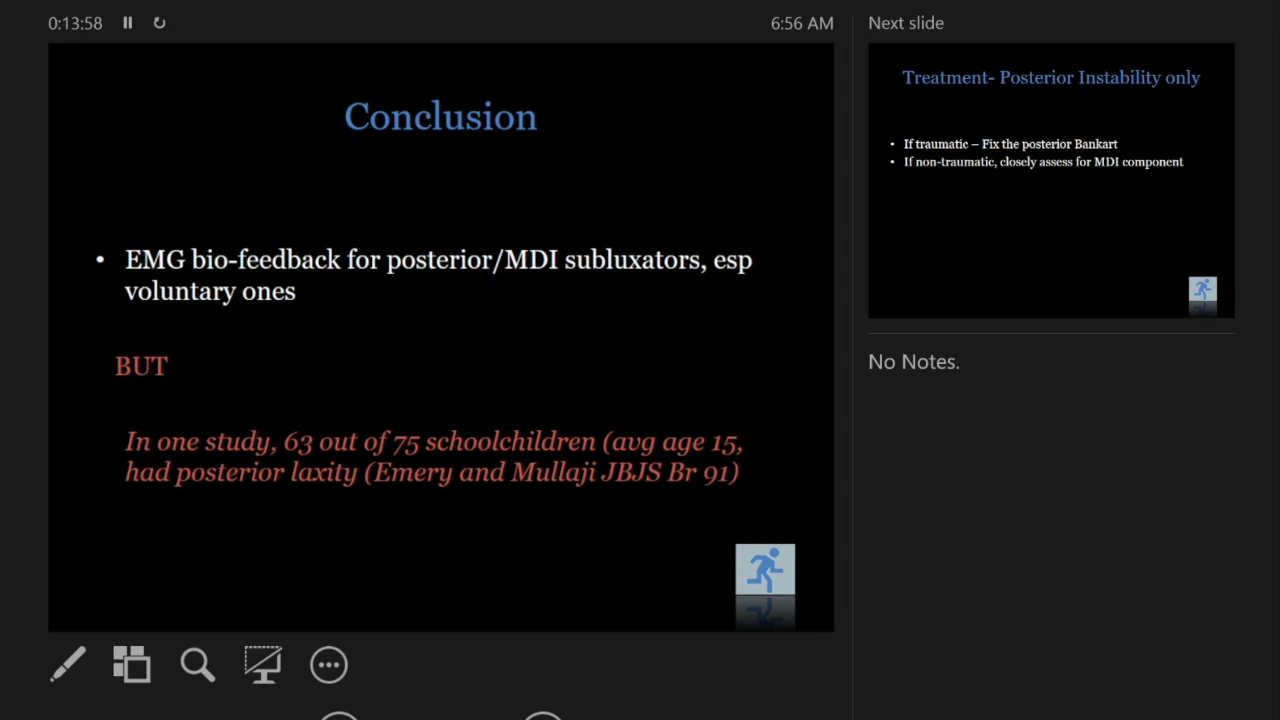 0:13:58
6:56 AM
Next slide
Conclusion
• EMG bio-feedback for posterior/MDI subluxators, esp
voluntary ones
BUT
In one study, 63 out of 75 schoolchildren (avg age 15,
had posterior laxity (Emery and Mullaji JBJS Br 91)
Treatment- Posterior Instability only
• If traumatic – Fix the posterior Bankart
• If non-traumatic, closely assess for MDI component
No Notes.